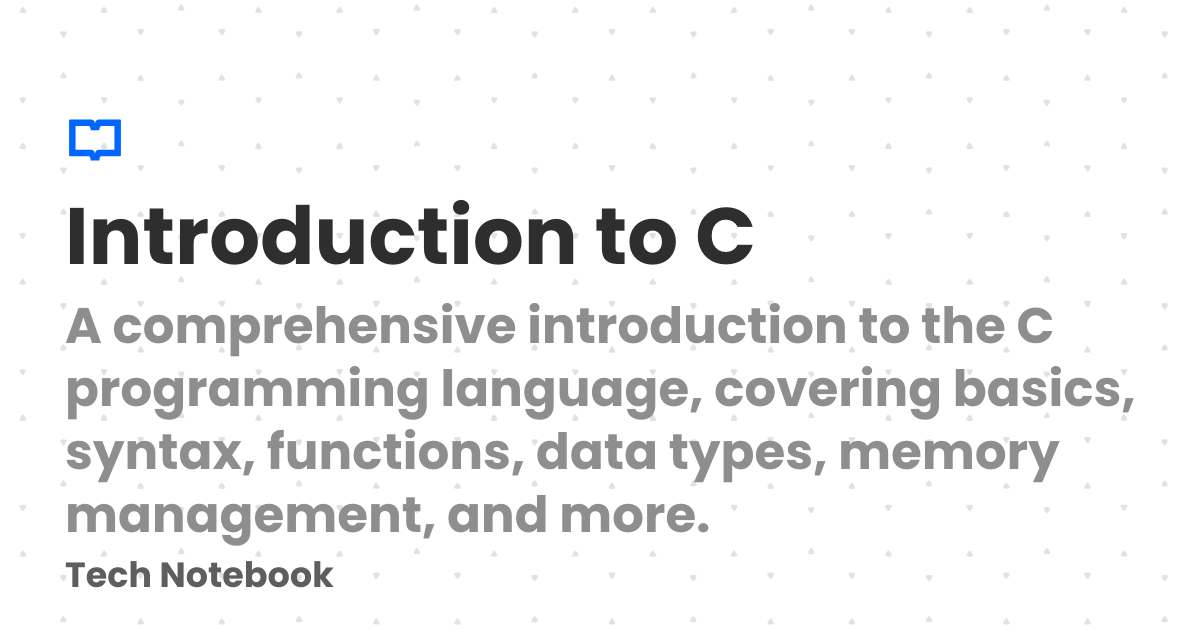 Introduction to C
A comprehensive introduction to the C
programming language, covering basics,
syntax, functions, data types, memory
management, and more.
Tech Notebook